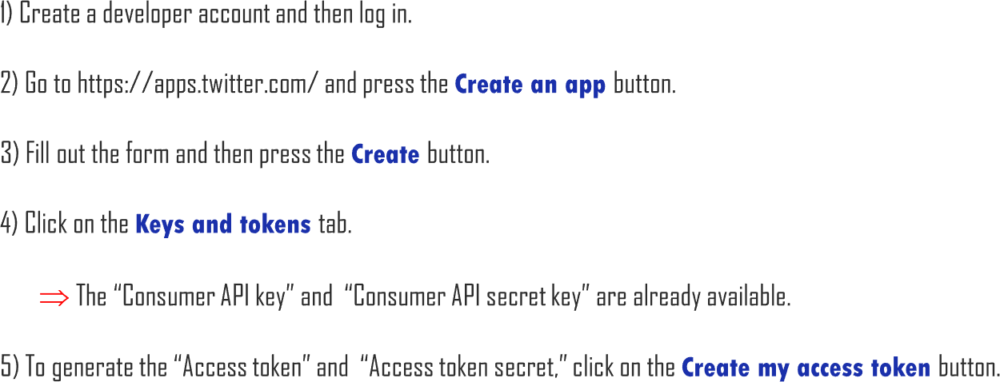 1) Create a developer account and then log in.
2) Go to https://apps.twitter.com/ and press the Create an app button.
3) Fill out the form and then press the Create button.
4) Click on the Keys and tokens tab.
⇒ The “Consumer API key” and “Consumer API secret key” are already available.
5) To generate the “Access token” and “Access token secret,” click on the Create my access token button.